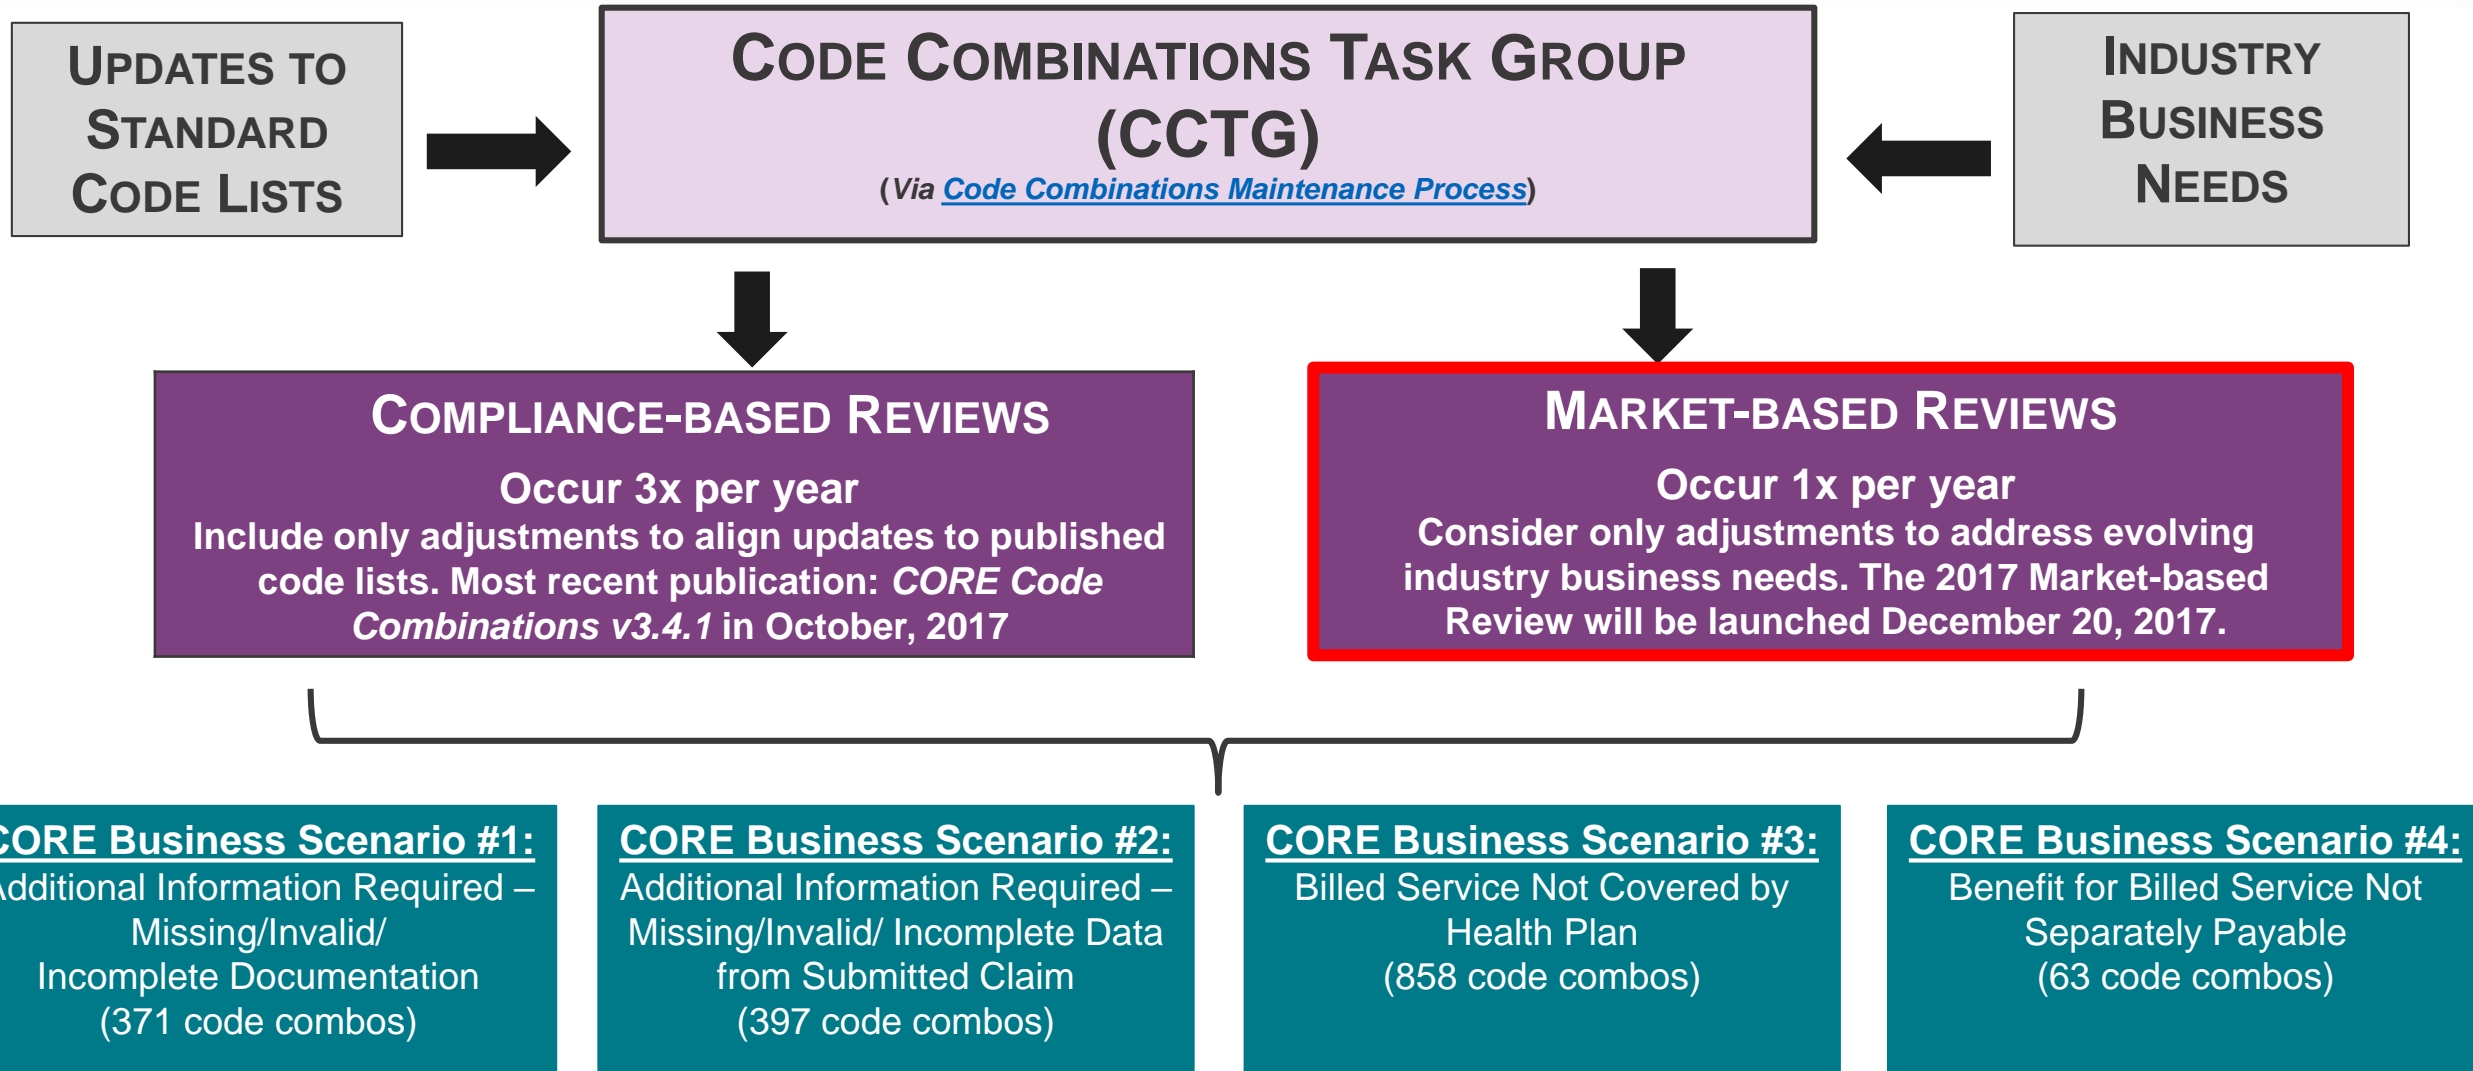 UPDATES TO
STANDARD
CODE LISTS
CODE COMBINATIONS TASK GROUP
(CCTG)
(Via Code Combinations Maintenance Process)
INDUSTRY
BUSINESS
NEEDS
COMPLIANCE-BASED REVIEWS
Occur 3x per year
Include only adjustments to align updates to published
code lists. Most recent publication: CORE Code
Combinations v3.4.1 in October, 2017
MARKET-BASED REVIEWS
Occur 1x per year
Consider only adjustments to address evolving
industry business needs. The 2017 Market-based
Review will be launched December 20, 2017.
CORE Business Scenario #1:
Additional Information Required –
Missing/Invalid/
Incomplete Documentation
(371 code combos)
CORE Business Scenario #2:
Additional Information Required –
Missing/Invalid/ Incomplete Data
from Submitted Claim
(397 code combos)
CORE Business Scenario #3:
Billed Service Not Covered by
Health Plan
(858 code combos)
CORE Business Scenario #4:
Benefit for Billed Service Not
Separately Payable
(63 code combos)